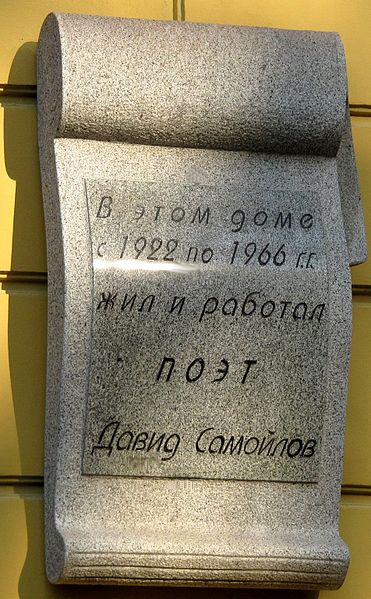 В этом доме
с 1922 по 1966 г.г.
жил и работал
поэт
Давид Самойлов